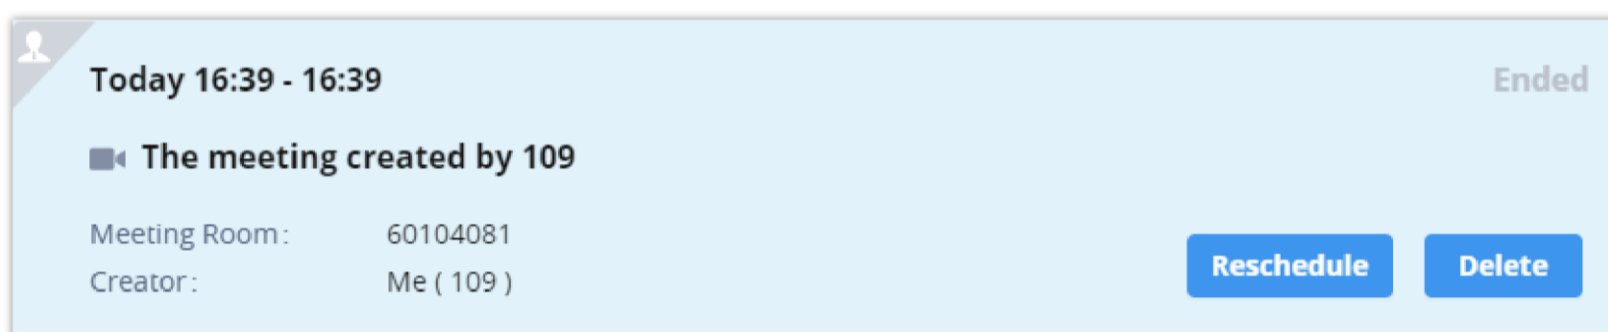 Today 16:39 - 16:39
Ended
The meeting created by 109
Meeting Room:
60104081
Creator:
Me ( 109 )
Reschedule
Delete